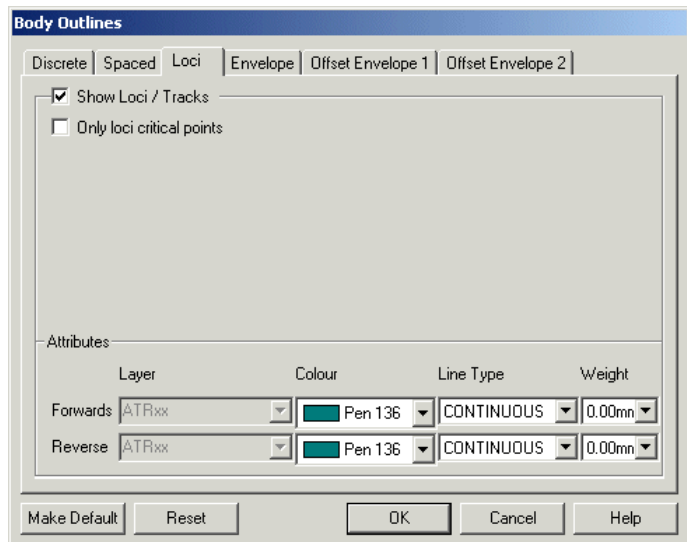 Body Outlines
Discrete Spaced Loci Envelope Offset Envelope 1 Offset Envelope 2
Show Loci / Tracks
Only loci critical points
Attributes
Layer Colour Line Type Weight
Forwards ATRxx Pen 136 CONTINUOUS 0.00mn
Reverse ATRxx Pen 136 CONTINUOUS 0.00mn
Make Default Reset OK Cancel Help